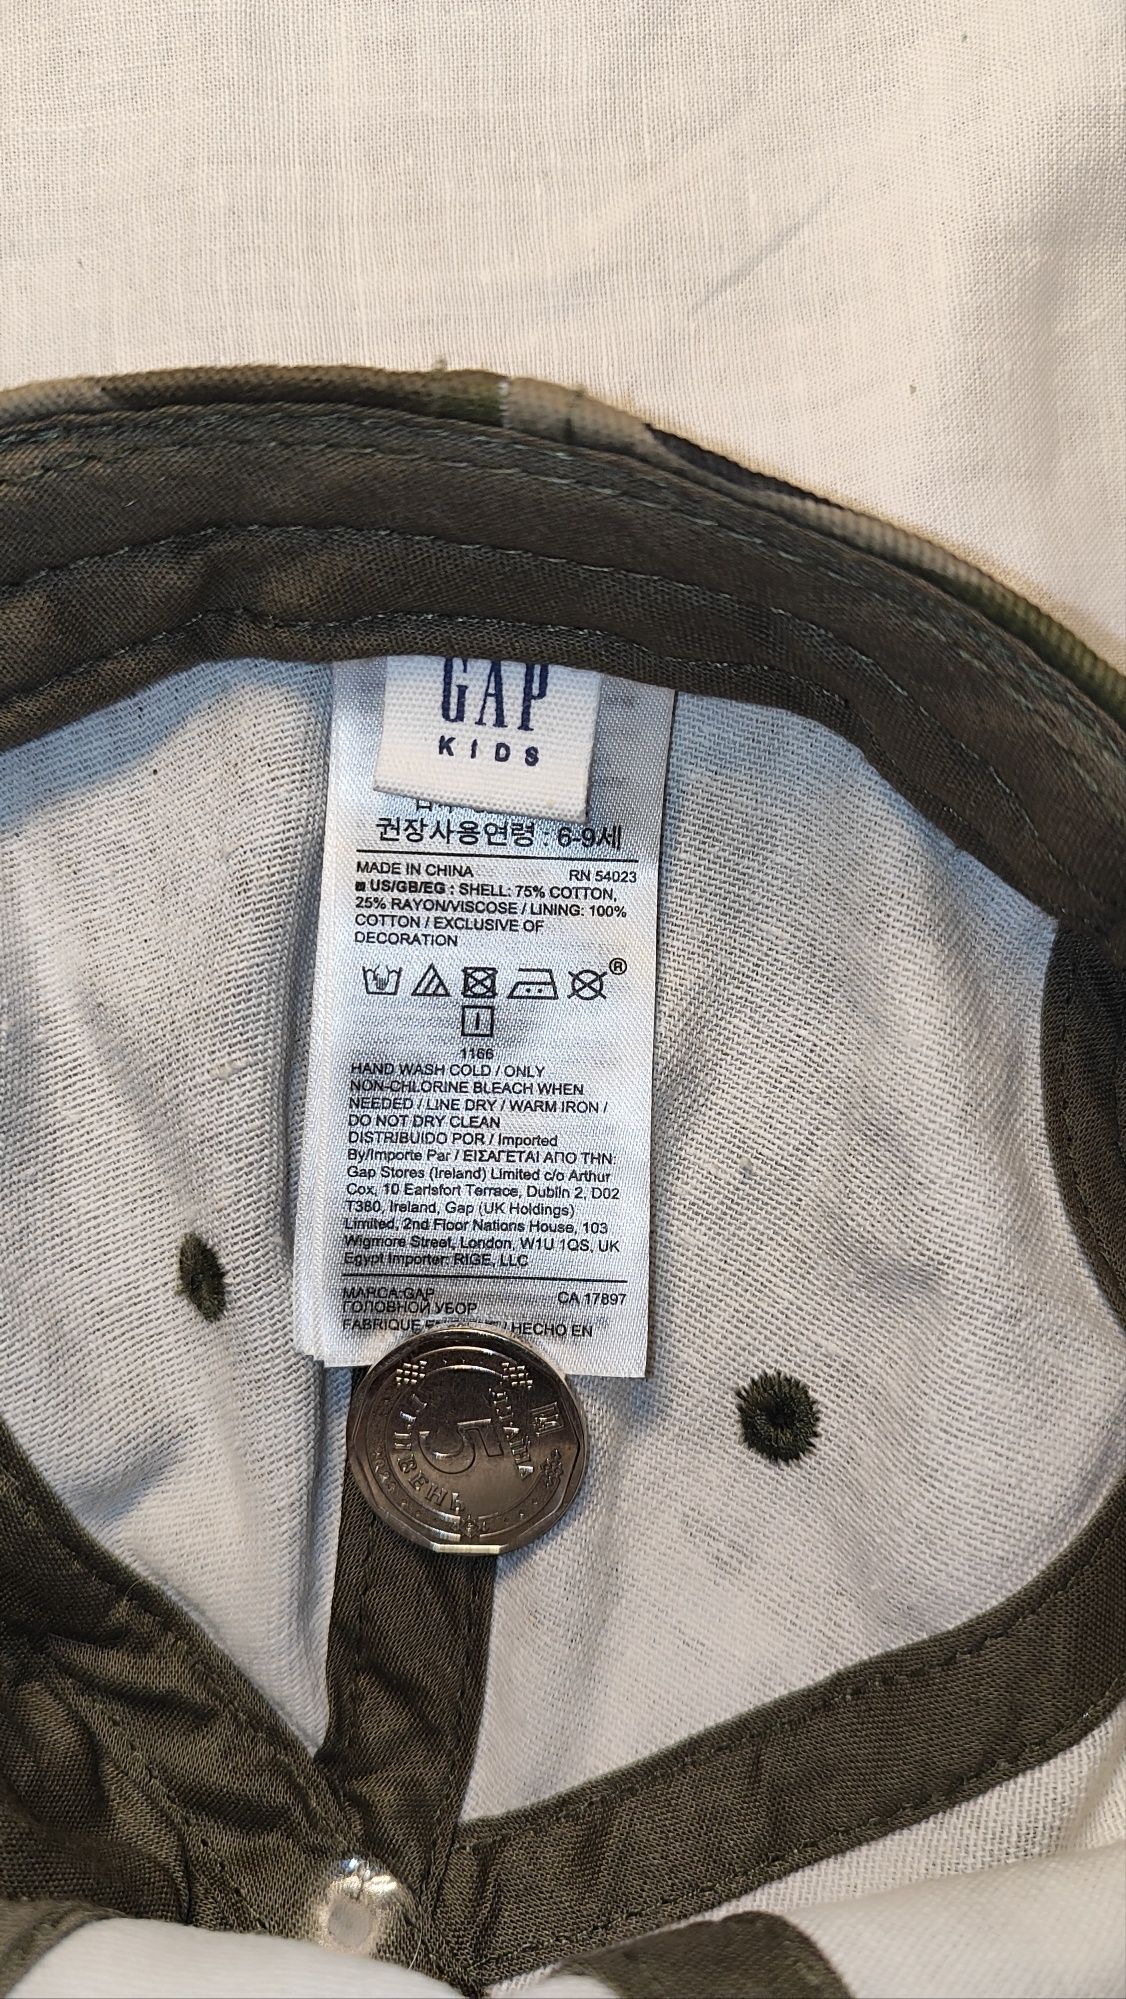 GAP
KIDS
권장사용연령 : 6-9세
MADE IN CHINA RN 54023
US/GB/EG : SHELL: 75% COTTON,
25% RAYON/VISCOSE / LINING: 100%
COTTON / EXCLUSIVE OF
DECORATION
®
1166
HAND WASH COLD / ONLY
NON-CHLORINE BLEACH WHEN
NEEDED / LINE DRY / WARM IRON /
DO NOT DRY CLEAN
DISTRIBUIDO POR / Imported
By/Importe Par / ΕΙΣΑΓΕΤΑΙ ΑΠΟ ΤΗΝ:
Gap Stores (Ireland) Limited c/o Arthur
Cox, 10 Earlsfort Terrace, Dublin 2, D02
T380, Ireland, Gap (UK Holdings)
Limited, 2nd Floor Nations House, 103
Wigmore Street, London, W1U 1QS, UK
Egypt Importer: RIGE, LLC
MARCA:GAP CA 17897
ГОЛОВНОЙ УБОР
FABRIQUE / HECHO EN
УКРАЇНА
5
ГРИВЕНЬ